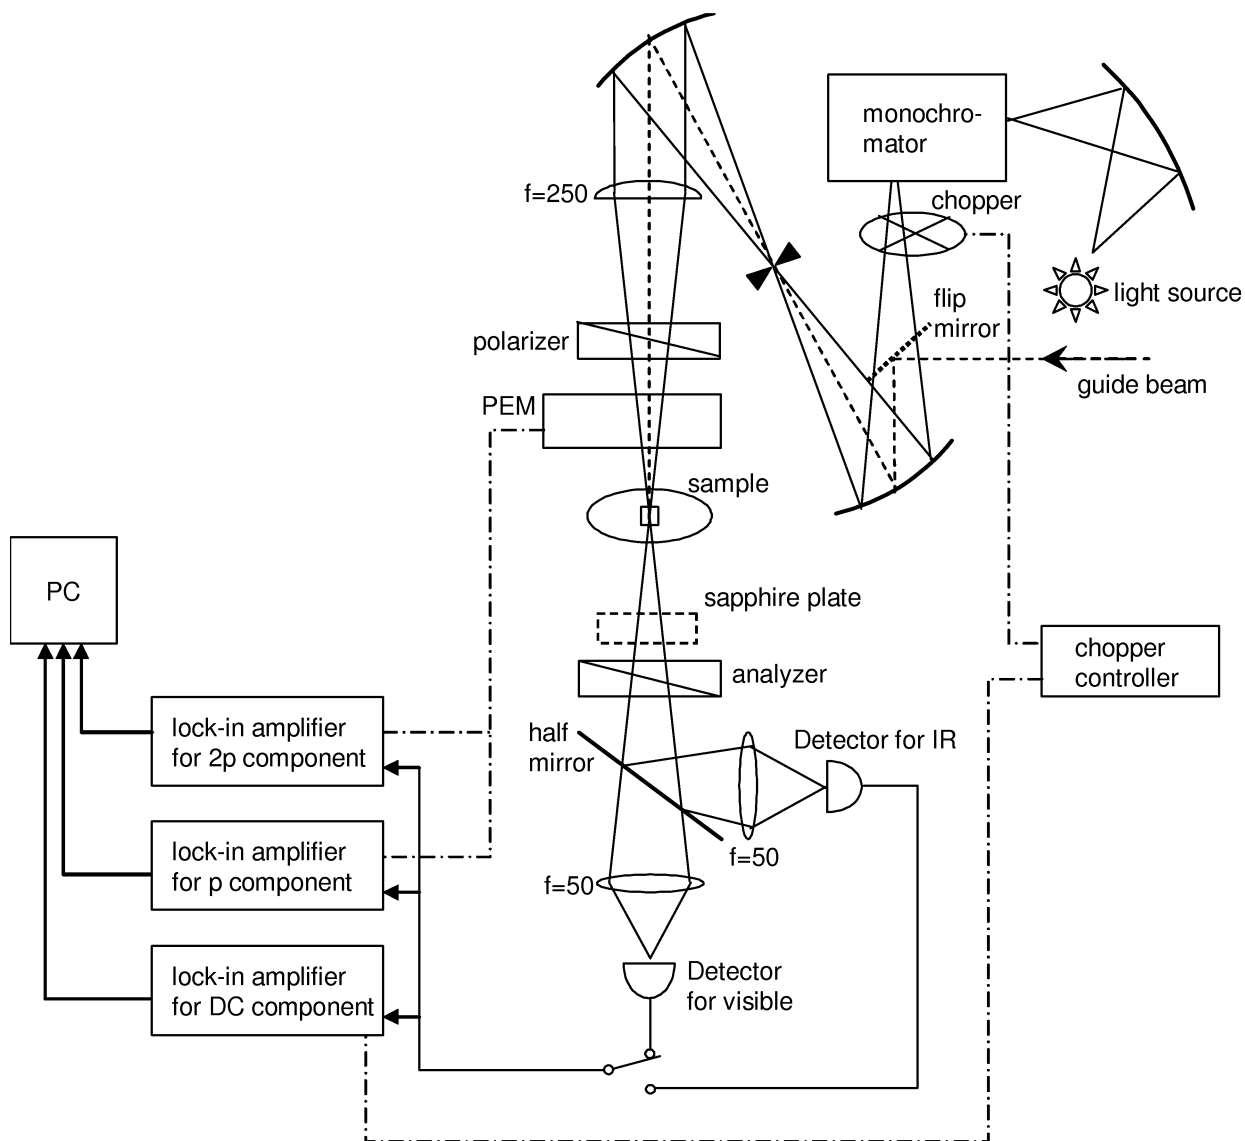 monochro-
mator
f=250
chopper
flip
mirror
light source
polarizer
guide beam
PEM
sample
PC
sapphire plate
chopper
controller
analyzer
lock-in amplifier
for 2p component
half
mirror
Detector for IR
lock-in amplifier
for p component
f=50
f=50
lock-in amplifier
for DC component
Detector
for visible